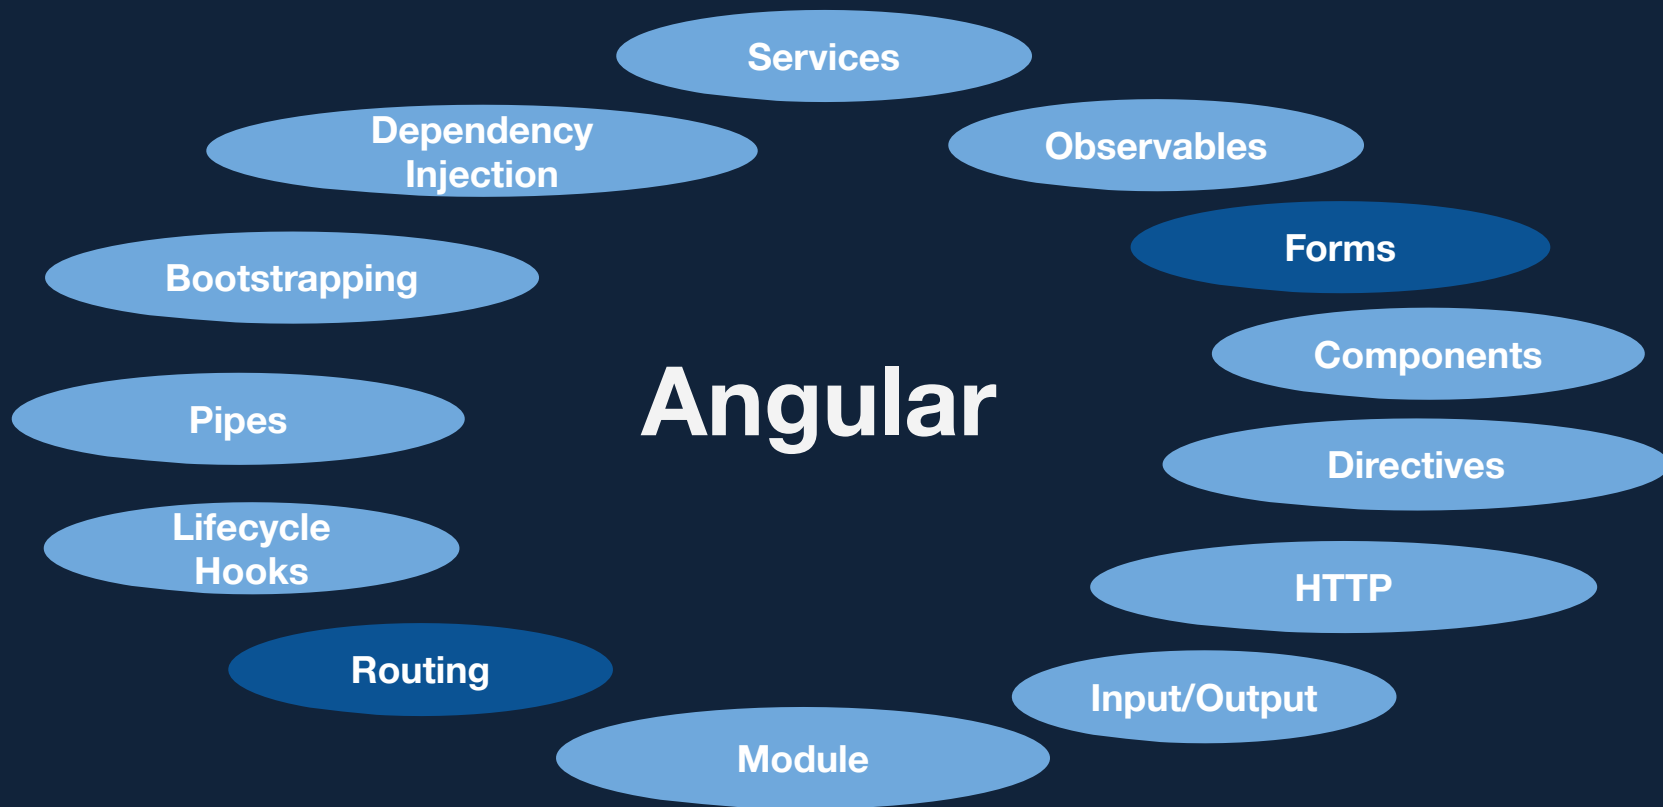 Services
Dependency
Injection
Observables
Forms
Bootstrapping
Components
Angular
Pipes
Directives
Lifecycle
Hooks
HTTP
Routing
Input/Output
Module